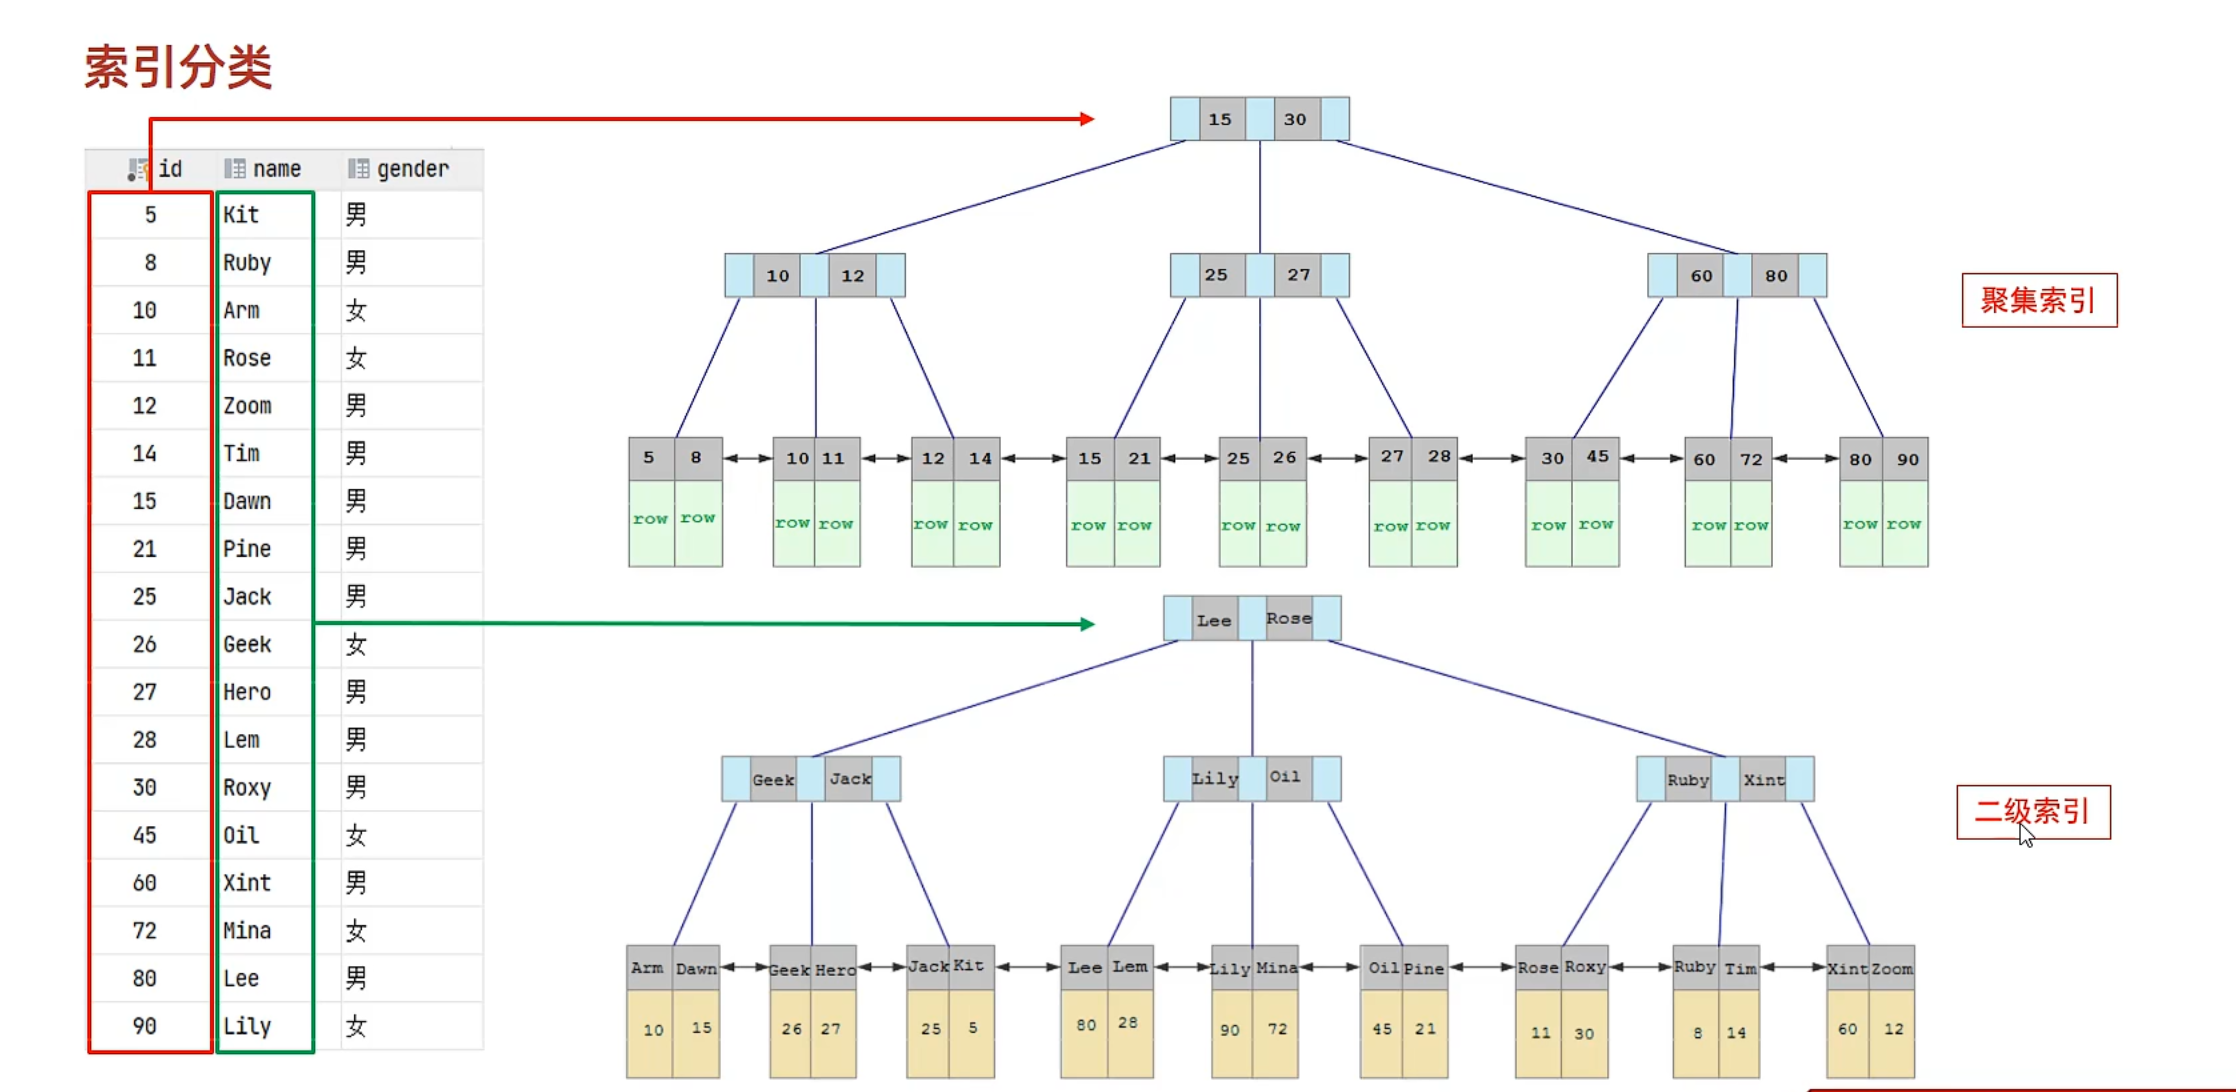 索引分类
id name gender
5 Kit 男
8 Ruby 男
10 Arm 女
11 Rose 女
12 Zoom 男
14 Tim 男
15 Dawn 男
21 Pine 男
25 Jack 男
26 Geek 女
27 Hero 男
28 Lem 男
30 Roxy 男
45 Oil 女
60 Xint 男
72 Mina 女
80 Lee 男
90 Lily 女
15 30
10 12 25 27 60 80
聚集索引
5 8 10 11 12 14 15 21 25 26 27 28 30 45 60 72 80 90
row row row row row row row row row row row row row row row row row row
Lee Rose
Geek Jack Lily Oil Ruby Xint
二级索引
Arm Dawn Geek Hero Jack Kit Lee Lem Lily Mina Oil Pine Rose Roxy Ruby Tim Xint Zoom
10 15 26 27 25 5 80 28 90 72 45 21 11 30 8 14 60 12